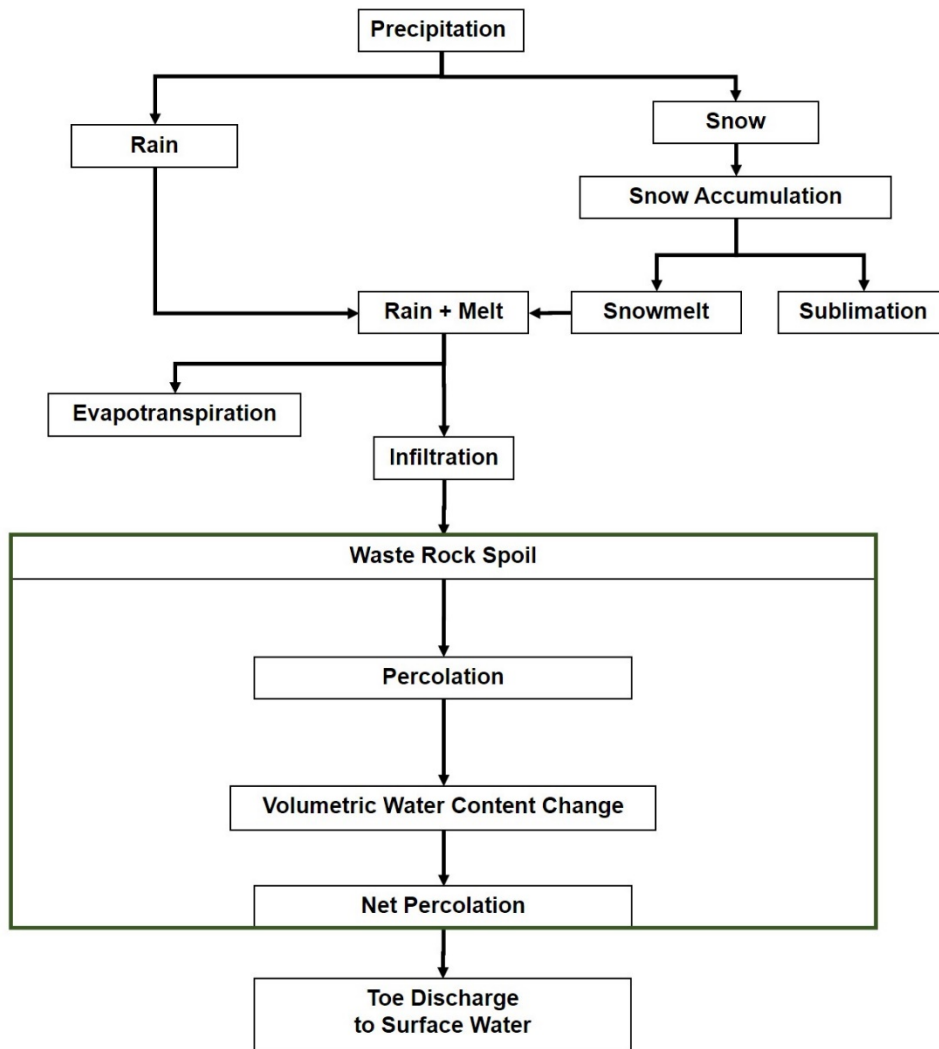 Precipitation
Rain
Snow
Snow Accumulation
Rain + Melt
Snowmelt
Sublimation
Evapotranspiration
Infiltration
Waste Rock Spoil
Percolation
Volumetric Water Content Change
Net Percolation
Toe Discharge
to Surface Water